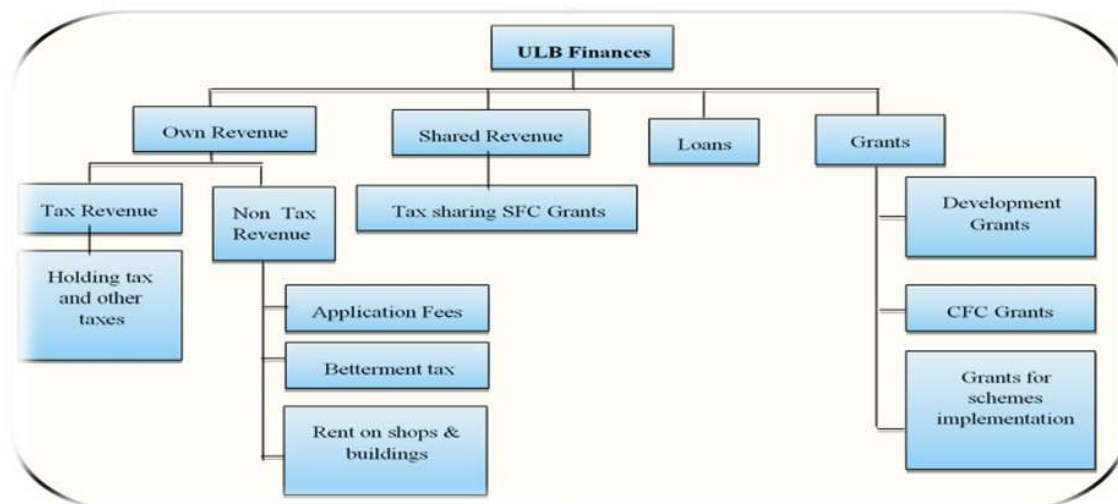 ULB Finances
Own Revenue
Shared Revenue
Loans
Grants
Tax Revenue
Non Tax
Revenue
Tax sharing SFC Grants
Development
Grants
Holding tax
and other
taxes
Application Fees
CFC Grants
Betterment tax
Grants for
schemes
implementation
Rent on shops &
buildings